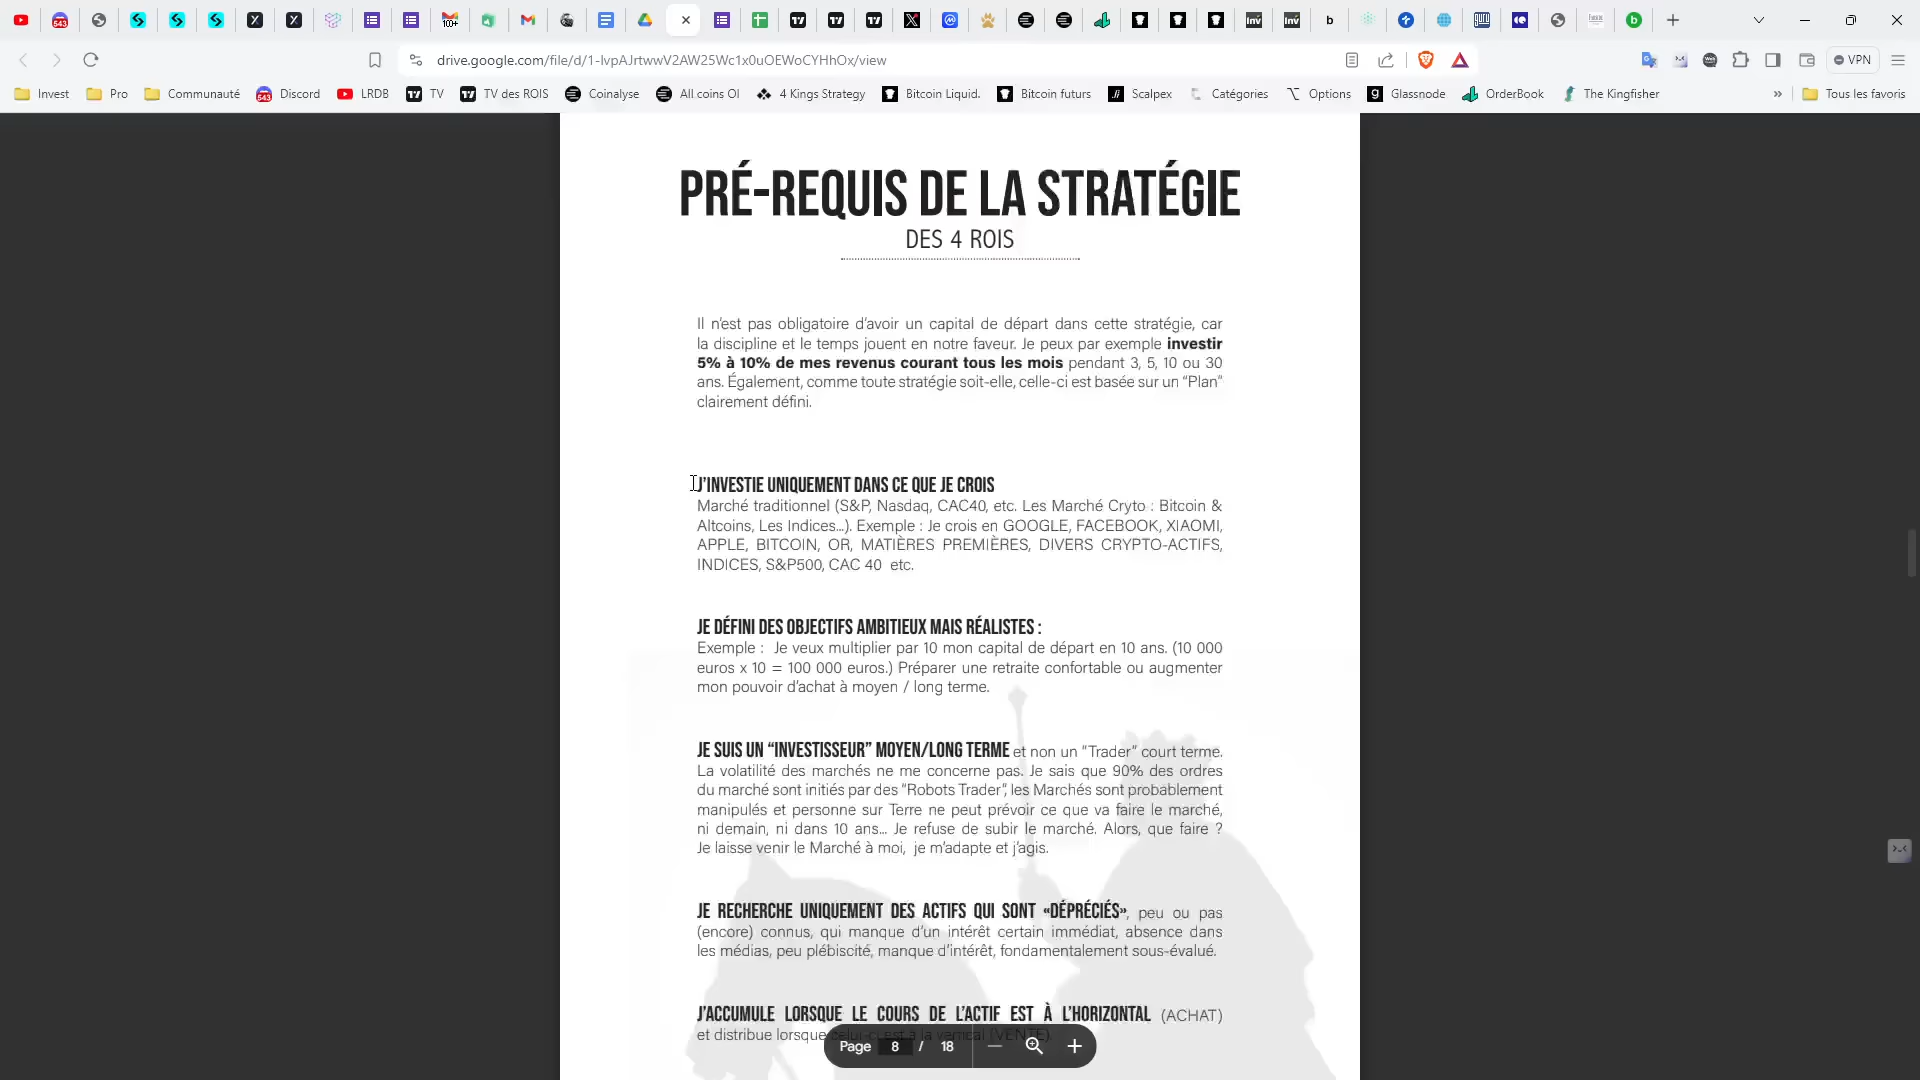 543
100+
drive.google.com/file/d/1-IvpAJrtwwV2AW25Wc1x0uOEWoCYHhOx/view
VPN
Invest
Pro
Communauté
Discord
LRDB
TV
TV des ROIS
Coinalyse
All coins OI
4 Kings Strategy
Bitcoin Liquid.
Bitcoin futurs
Scalpex
Catégories
Options
Glassnode
OrderBook
The Kingfisher
Tous les favoris
PRÉ-REQUIS DE LA STRATÉGIE
DES 4 ROIS
Il n'est pas obligatoire d'avoir un capital de départ dans cette stratégie, car
la discipline et le temps jouent en notre faveur. Je peux par exemple investir
5% à 10% de mes revenus courant tous les mois pendant 3, 5, 10 ou 30
ans. Également, comme toute stratégie soit-elle, celle-ci est basée sur un "Plan"
clairement défini.
J'INVESTIE UNIQUEMENT DANS CE QUE JE CROIS
Marché traditionnel (S&P, Nasdaq, CAC40, etc. Les Marché Cryto : Bitcoin &
Altcoins, Les Indices...). Exemple : Je crois en GOOGLE, FACEBOOK, XIAOMI,
APPLE, BITCOIN, OR, MATIÈRES PREMIÈRES, DIVERS CRYPTO-ACTIFS,
INDICES, S&P500, CAC 40 etc.
JE DÉFINI DES OBJECTIFS AMBITIEUX MAIS RÉALISTES :
Exemple : Je veux multiplier par 10 mon capital de départ en 10 ans. (10 000
euros x 10 = 100 000 euros.) Préparer une retraite confortable ou augmenter
mon pouvoir d'achat à moyen / long terme.
JE SUIS UN "INVESTISSEUR" MOYEN/LONG TERME et non un "Trader" court terme.
La volatilité des marchés ne me concerne pas. Je sais que 90% des ordres
du marché sont initiés par des "Robots Trader", les Marchés sont probablement
manipulés et personne sur Terre ne peut prévoir ce que va faire le marché,
ni demain, ni dans 10 ans... Je refuse de subir le marché. Alors, que faire ?
Je laisse venir le Marché à moi, je m'adapte et j'agis.
JE RECHERCHE UNIQUEMENT DES ACTIFS QUI SONT «DÉPRÉCIÉS», peu ou pas
(encore) connus, qui manque d'un intérêt certain immédiat, absence dans
les médias, peu plébiscité, manque d'intérêt, fondamentalement sous-évalué.
J'ACCUMULE LORSQUE LE COURS DE L'ACTIF EST À L'HORIZONTAL (ACHAT)
et distribue lorsque celui-ci est à la vertical (VENTE).
Page 8 / 18